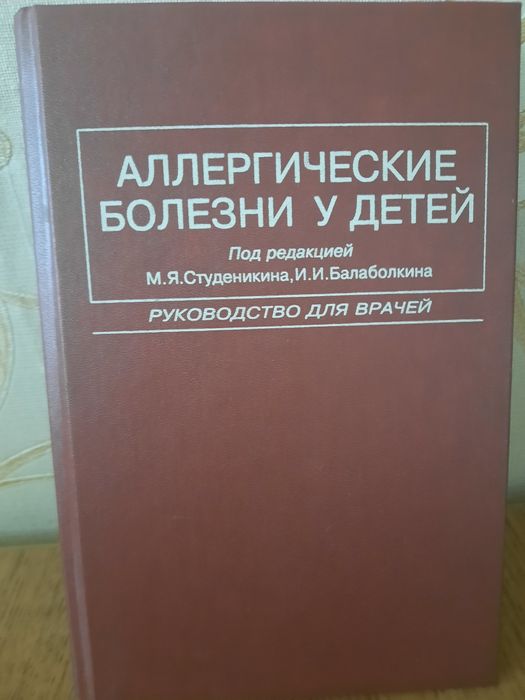 АЛЛЕРГИЧЕСКИЕ
БОЛЕЗНИ У ДЕТЕЙ
Под редакцией
М.Я.Студеникина, И.И.Балаболкина
РУКОВОДСТВО ДЛЯ ВРАЧЕЙ